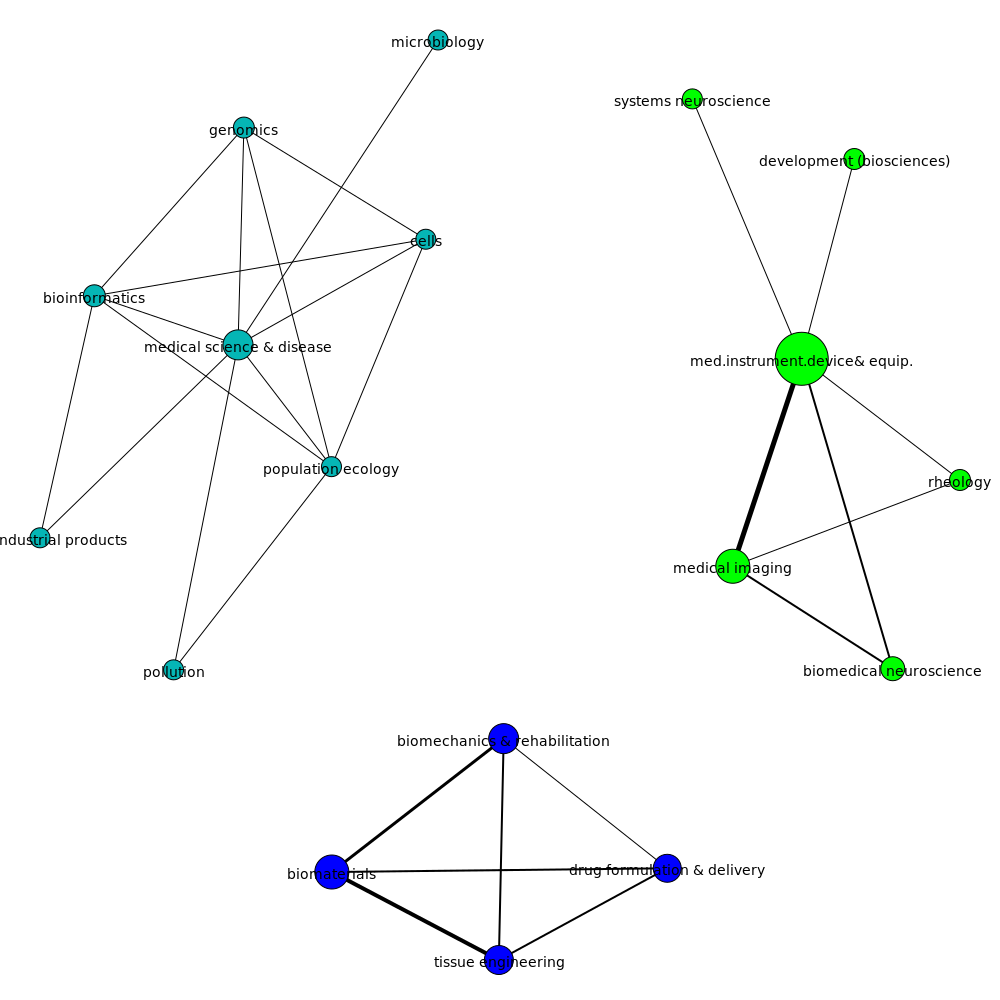 microbiology
systems neuroscience
genomics
development (biosciences)
cells
bioinformatics
medical science & disease
med.instrument.device& equip.
population ecology
rheology
ndustrial products
medical imaging
pollution
biomedical neuroscience
biomechanics & rehabilitation
biomaterials
drug formulation & delivery
tissue engineering